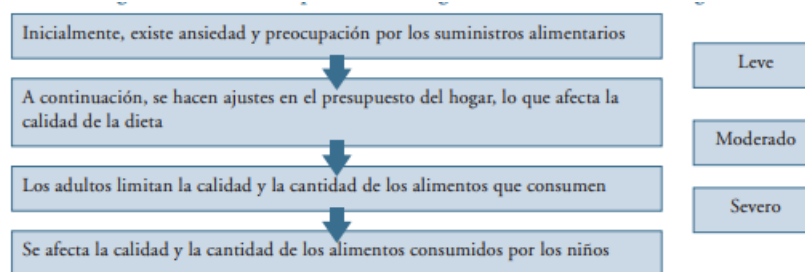 Inicialmente, existe ansiedad y preocupación por los suministros alimentarios
A continuación, se hacen ajustes en el presupuesto del hogar, lo que afecta la
calidad de la dieta
Los adultos limitan la calidad y la cantidad de los alimentos que consumen
Se afecta la calidad y la cantidad de los alimentos consumidos por los niños
Leve
Moderado
Severo